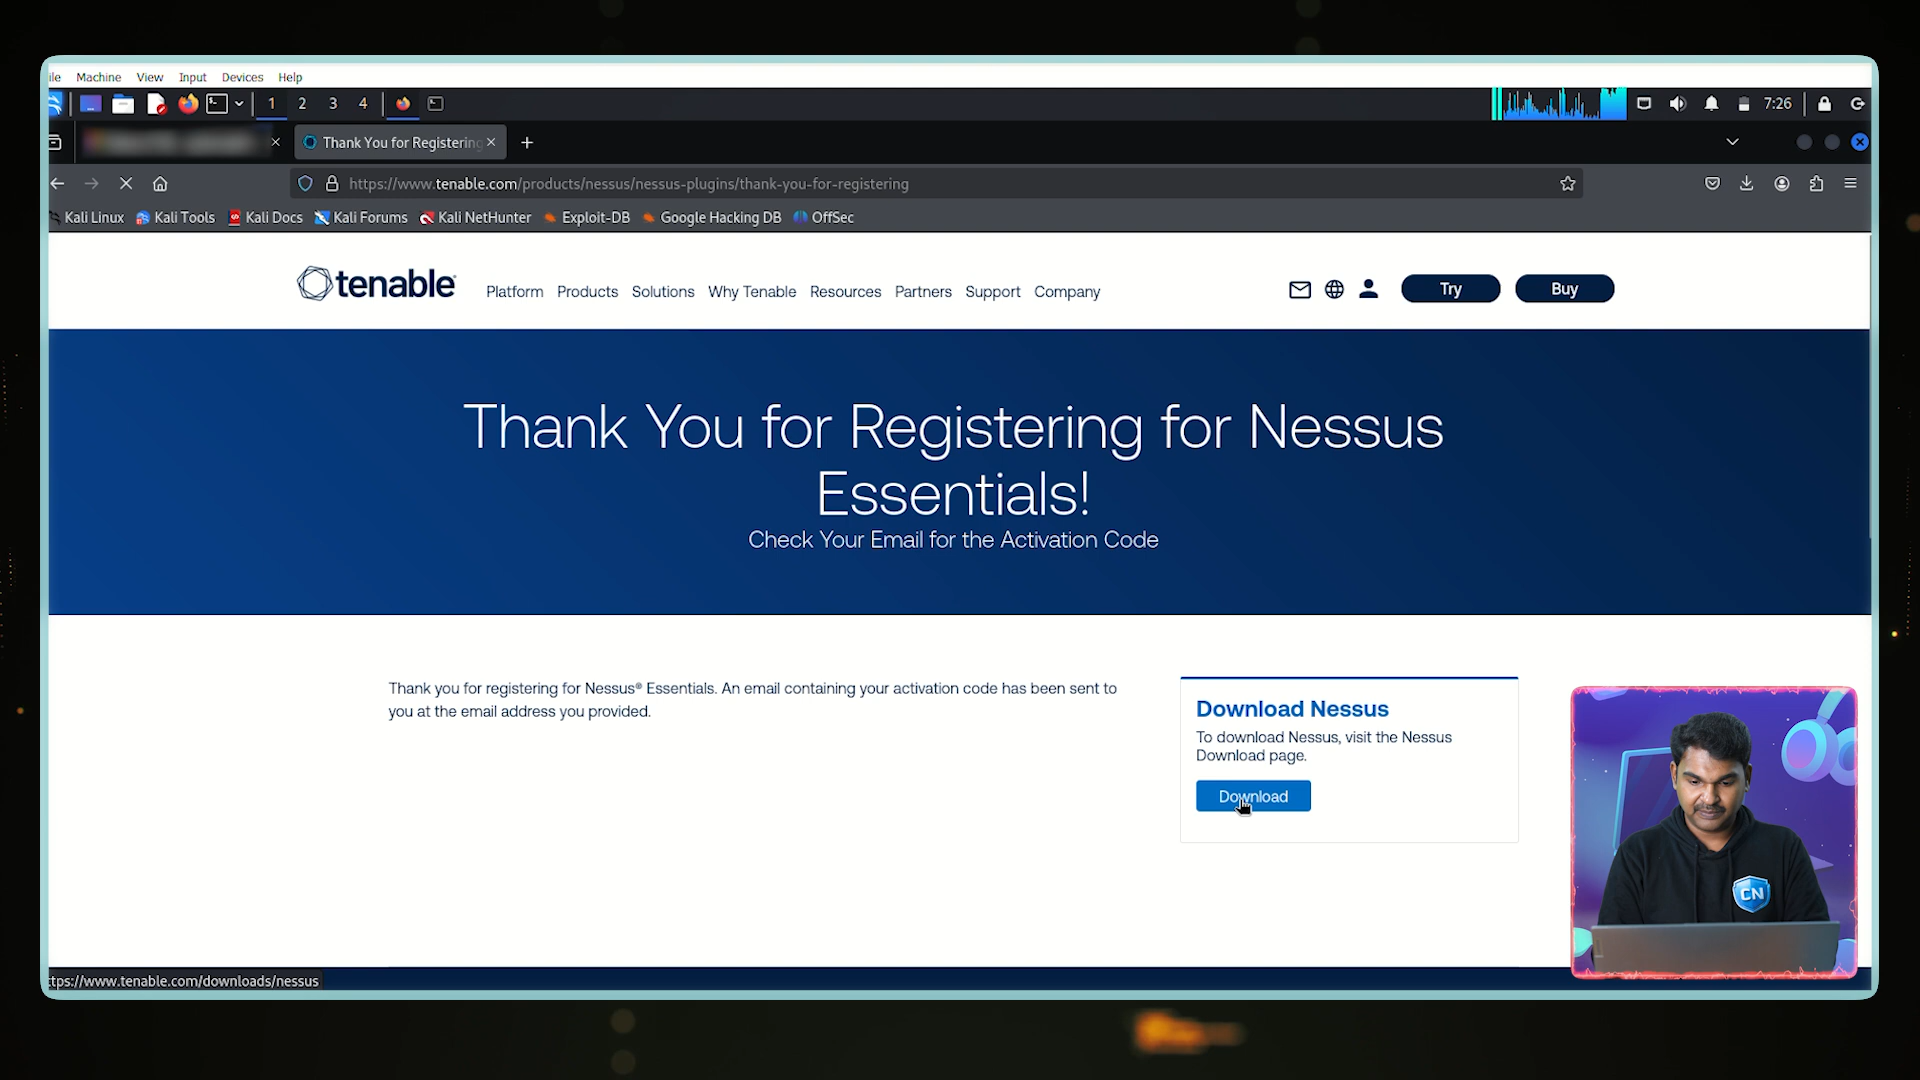 ile Machine View Input Devices Help
1 2 3 4 7:26
Thank You for Registering
https://www.tenable.com/products/nessus/nessus-plugins/thank-you-for-registering
Kali Linux Kali Tools Kali Docs Kali Forums Kali NetHunter Exploit-DB Google Hacking DB OffSec
tenable Platform Products Solutions Why Tenable Resources Partners Support Company Try Buy
Thank You for Registering for Nessus
Essentials!
Check Your Email for the Activation Code
Thank you for registering for Nessus® Essentials. An email containing your activation code has been sent to
you at the email address you provided.
Download Nessus
To download Nessus, visit the Nessus
Download page.
Download
CN
tps://www.tenable.com/downloads/nessus